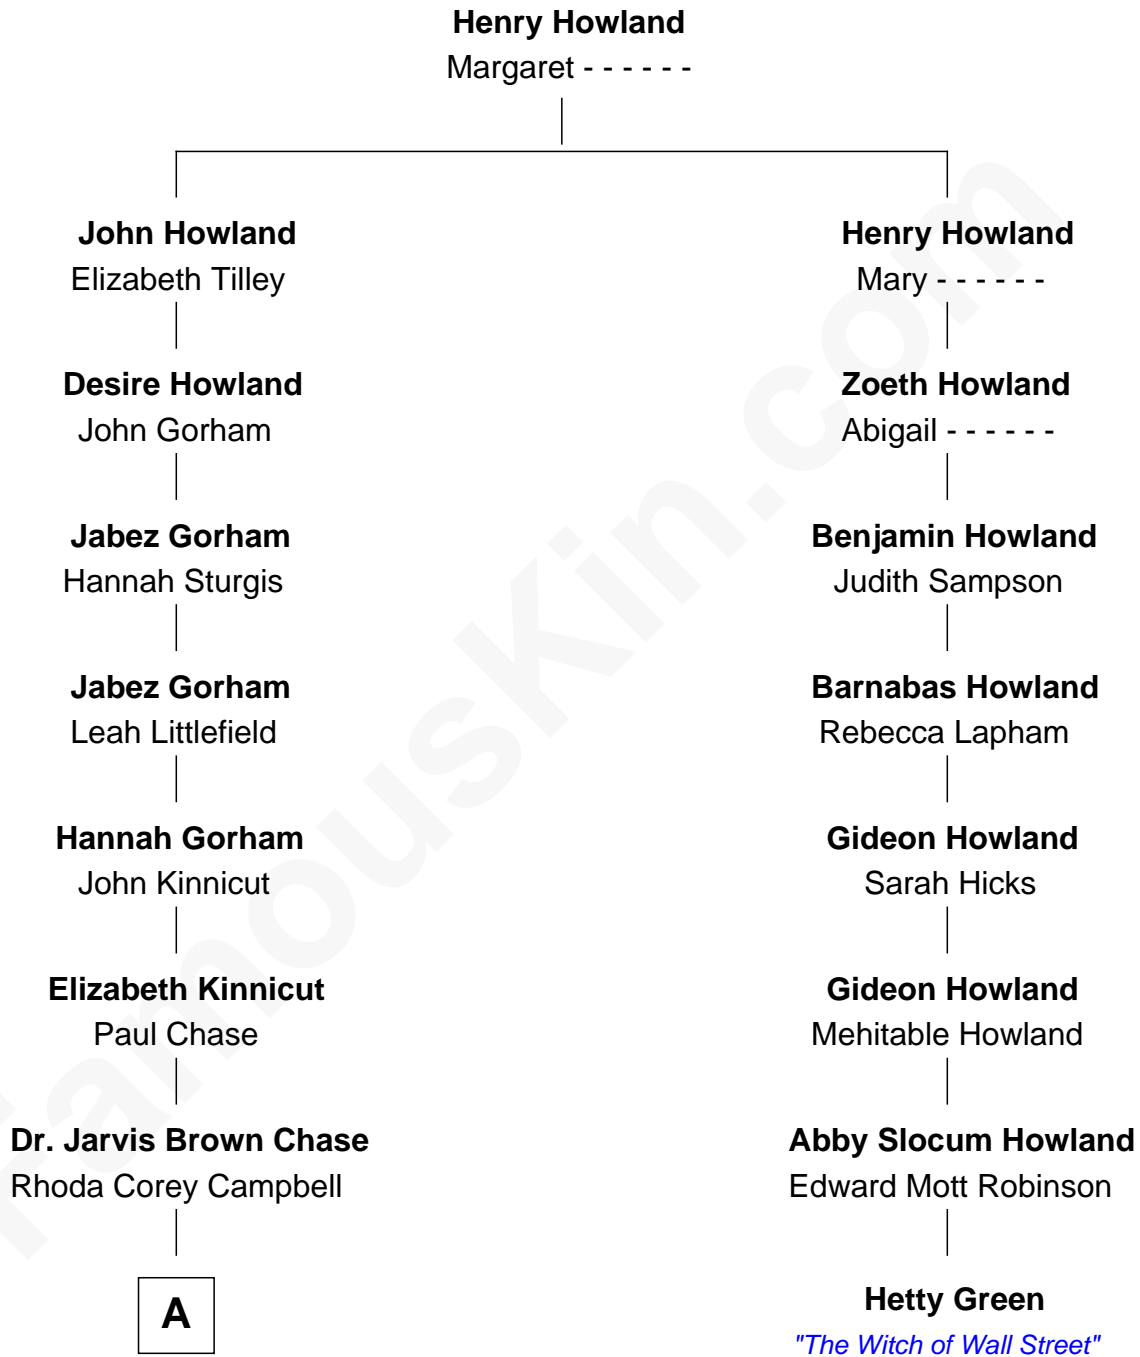 Henry Howland
Margaret - - - - - -
John Howland
Elizabeth Tilley
Henry Howland
Mary - - - - - -
Desire Howland
John Gorham
Zoeth Howland
Abigail - - - - - -
Jabez Gorham
Hannah Sturgis
Benjamin Howland
Judith Sampson
Jabez Gorham
Leah Littlefield
Barnabas Howland
Rebecca Lapham
Hannah Gorham
John Kinnicut
Gideon Howland
Sarah Hicks
Elizabeth Kinnicut
Paul Chase
Gideon Howland
Mehitable Howland
Dr. Jarvis Brown Chase
Rhoda Corey Campbell
Abby Slocum Howland
Edward Mott Robinson
A
Hetty Green
"The Witch of Wall Street"
FamousKin.com